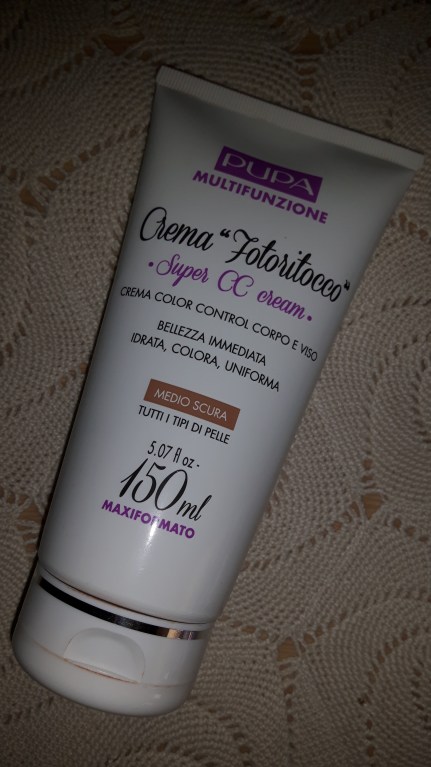 PUPA
MULTIFUNZIONE
Crema "Fotoritocco"
• Super CC cream •
CREMA COLOR CONTROL CORPO E VISO
BELLEZZA IMMEDIATA
IDRATA, COLORA, UNIFORMA
MEDIO SCURA
TUTTI I TIPI DI PELLE
5.07 fl oz -
150ml
MAXIFORMATO